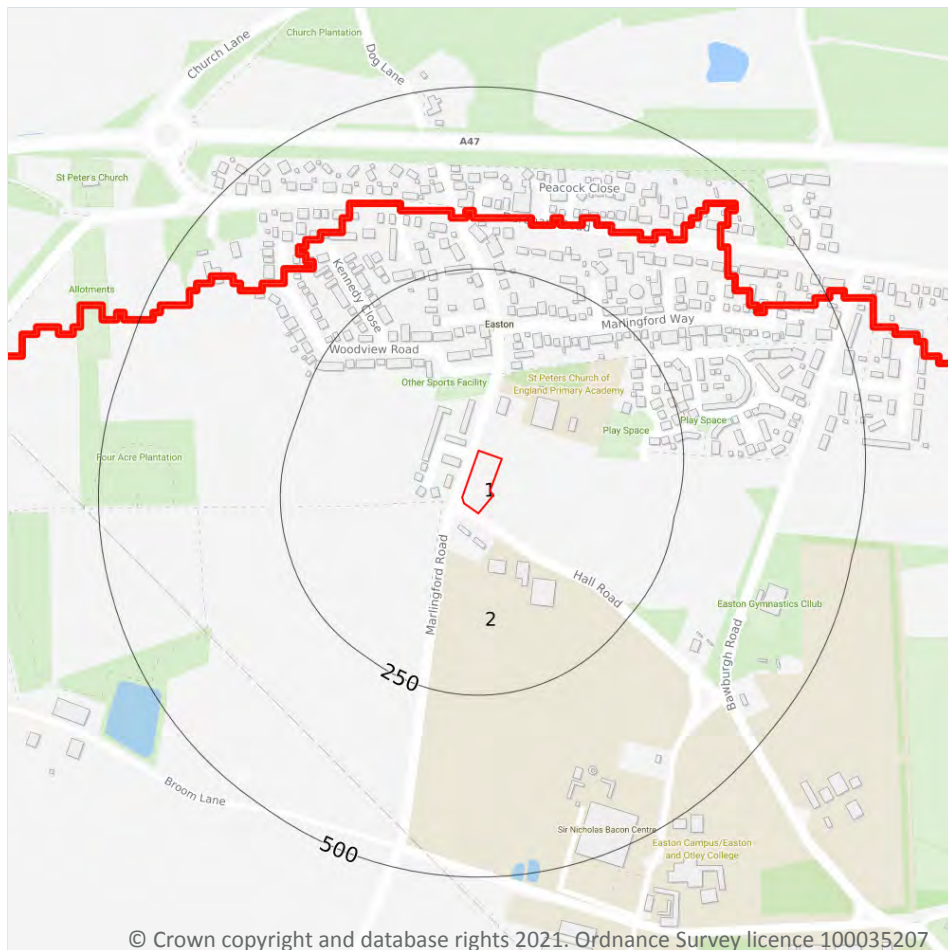 Church Plantation
Church Lane
Dog Lane
A47
St Peter's Church
Peacock Close
Allotments
Kennedy Close
Easton
Marlingford Way
Woodview Road
Other Sports Facility
St Peters Church of
England Primary Academy
Play Space
Play Space
Four Acre Plantation
1
Marlingford Road
Hall Road
2
Easton Gymnastics Cllub
Bawburgh Road
250
Broom Lane
500
Sir Nicholas Bacon Centre
Easton Campus/Easton
and Otley College
© Crown copyright and database rights 2021. Ordnance Survey licence 100035207